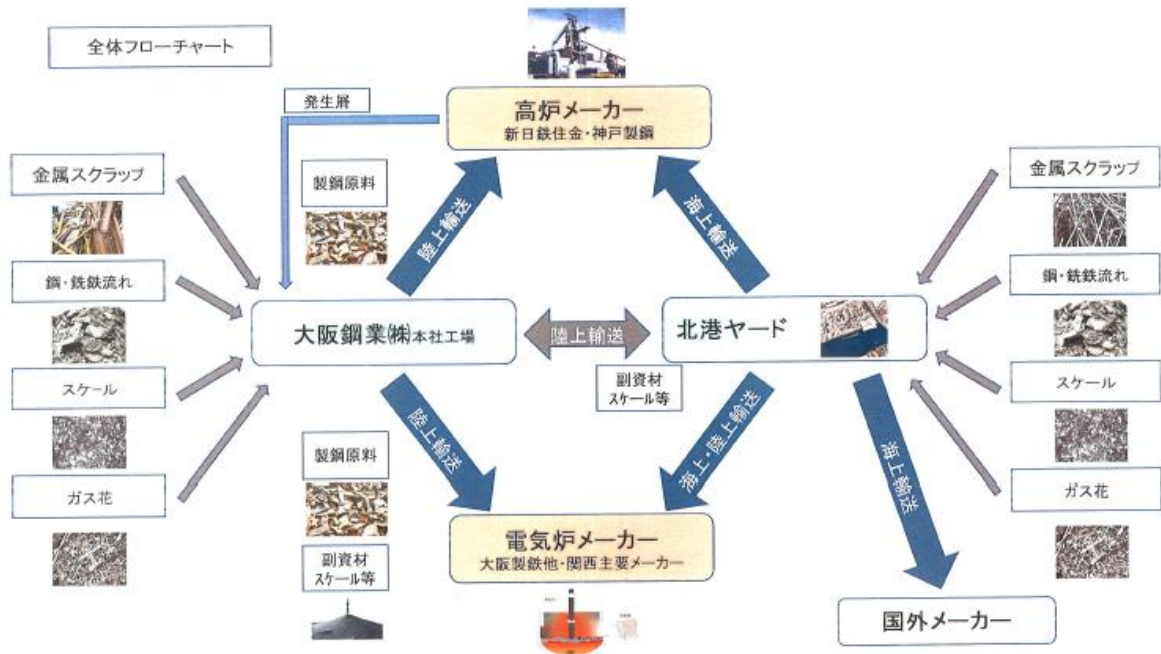 全体フローチャート
発生屑
高炉メーカー
新日鉄住金・神戸製鋼
金属スクラップ
製鋼原料
陸上輸送
海上輸送
金属スクラップ
鋼・銑鉄流れ
鋼・銑鉄流れ
大阪鋼業㈱本社工場
陸上輸送
北港ヤード
スケール
副資材
スケール等
スケール
陸上輸送
海上・陸上輸送
海上輸送
製鋼原料
ガス花
ガス花
電気炉メーカー
大阪製鉄他・関西主要メーカー
副資材
スケール等
国外メーカー